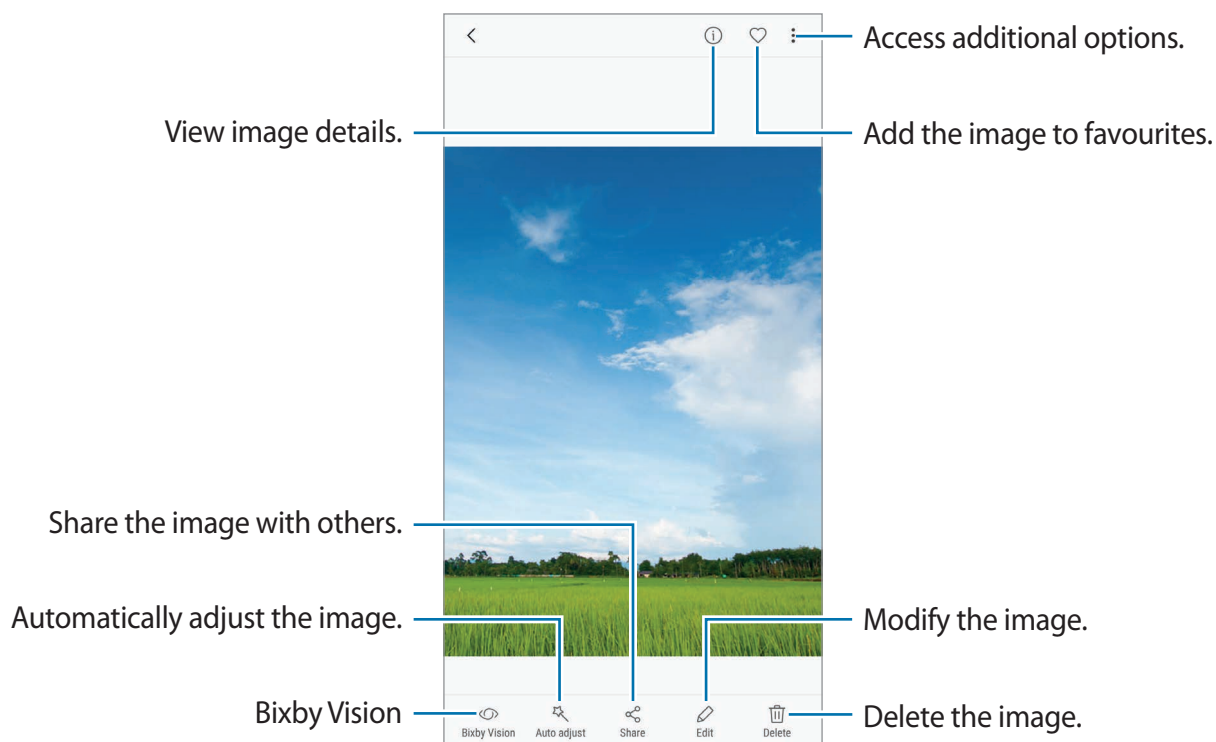 Access additional options.
View image details.
Add the image to favourites.
Share the image with others.
Automatically adjust the image.
Modify the image.
Bixby Vision
Delete the image.
Bixby Vision
Auto adjust
Share
Edit
Delete